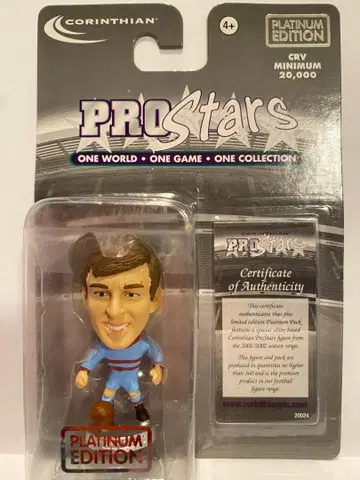 CORINTHIAN
4+
PLATINUM
EDITION
CRV
MINIMUM
20,000
PRO Stars
ONE WORLD • ONE GAME • ONE COLLECTION
CORINTHIAN
PRO Stars
Certificate
of Authenticity
This certificate
authenticates that this
limited edition Platinum Pack
features a special silver based
Corinthian ProStars figure from
the 2001/2002 season range.
This figure and pack are
produced in quantities no higher
than 500 and is the premium
product in our football
figure range.
www.corinthianplc.com
20024
PLATINUM
EDITION